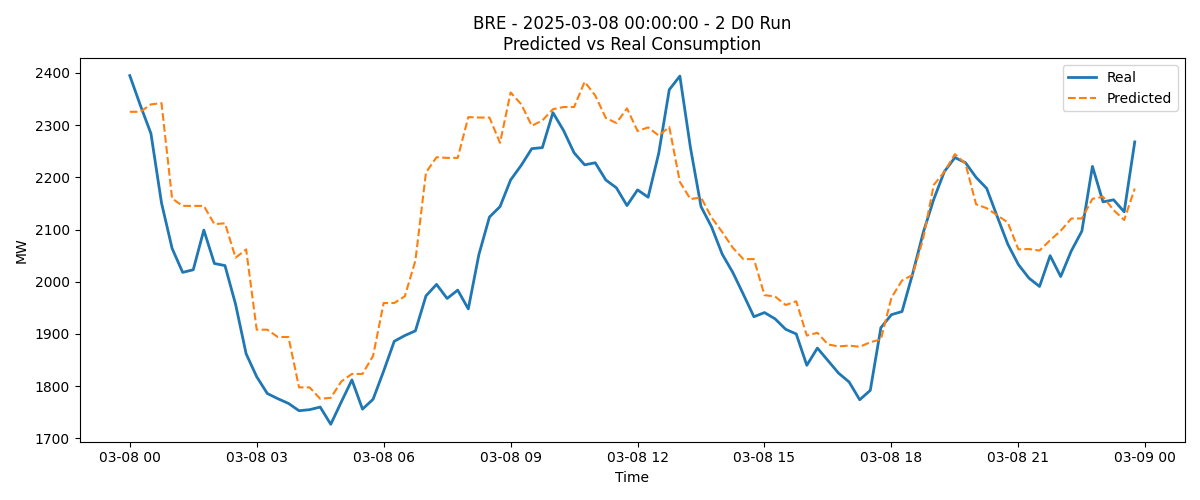 BRE - 2025-03-08 00:00:00 - 2 D0 Run
Predicted vs Real Consumption
Real
Predicted
MW
2400
2300
2200
2100
2000
1900
1800
1700
03-08 00
03-08 03
03-08 06
03-08 09
03-08 12
03-08 15
03-08 18
03-08 21
03-09 00
Time